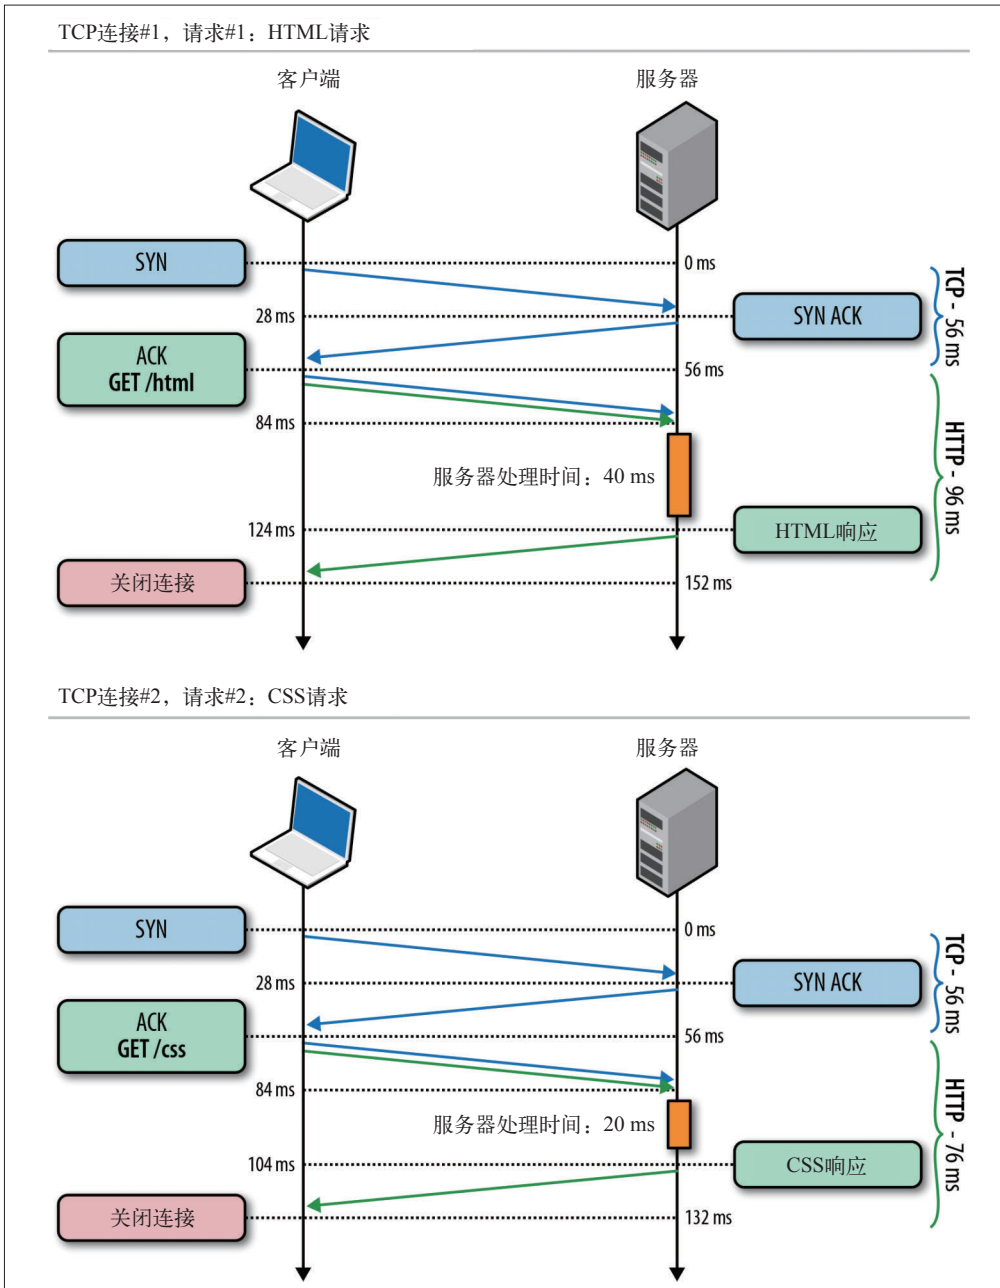 TCP连接#1，请求#1：HTML请求
客户端
服务器
SYN
0 ms
28 ms
SYN ACK
TCP - 56 ms
ACK
GET /html
56 ms
84 ms
服务器处理时间：40 ms
HTTP - 96 ms
124 ms
HTML响应
关闭连接
152 ms
TCP连接#2，请求#2：CSS请求
客户端
服务器
SYN
0 ms
28 ms
SYN ACK
TCP - 56 ms
ACK
GET /css
56 ms
84 ms
服务器处理时间：20 ms
HTTP - 76 ms
104 ms
CSS响应
关闭连接
132 ms